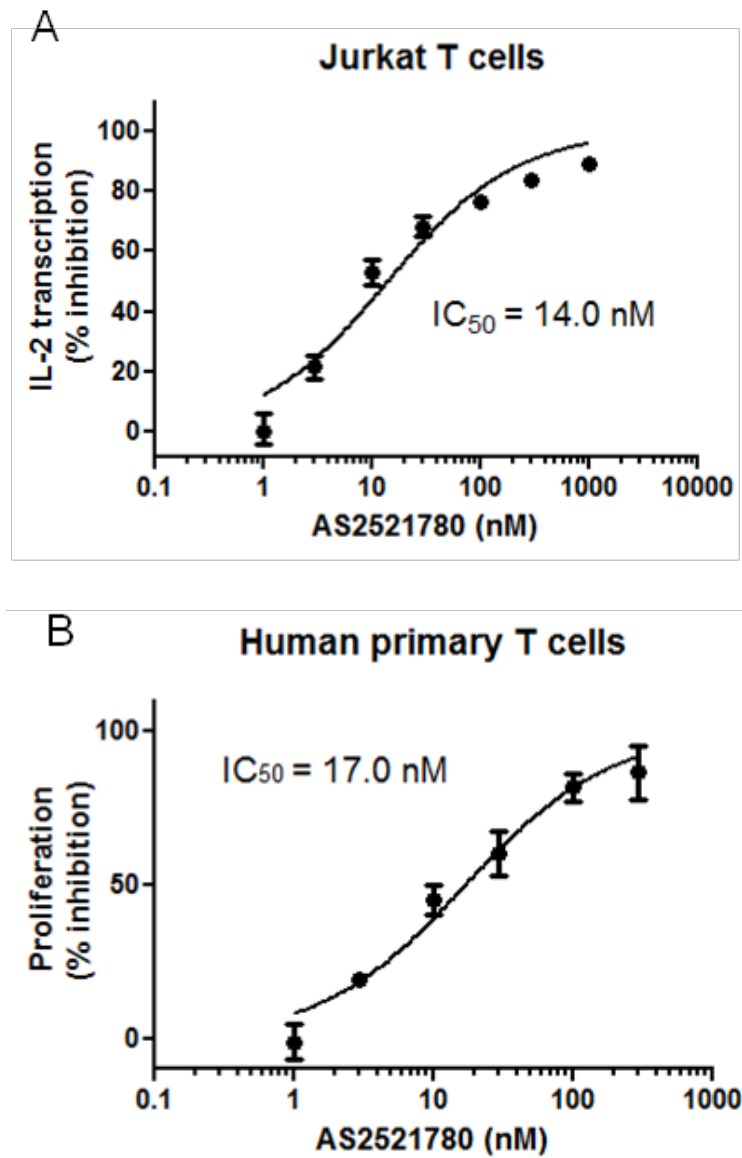 A
Jurkat T cells
IL-2 transcription
(% inhibition)
100
80
60
40
20
0
IC50 = 14.0 nM
0.1 1 10 100 1000 10000
AS2521780 (nM)
B
Human primary T cells
Proliferation
(% inhibition)
100
50
0
IC50 = 17.0 nM
0.1 1 10 100 1000
AS2521780 (nM)